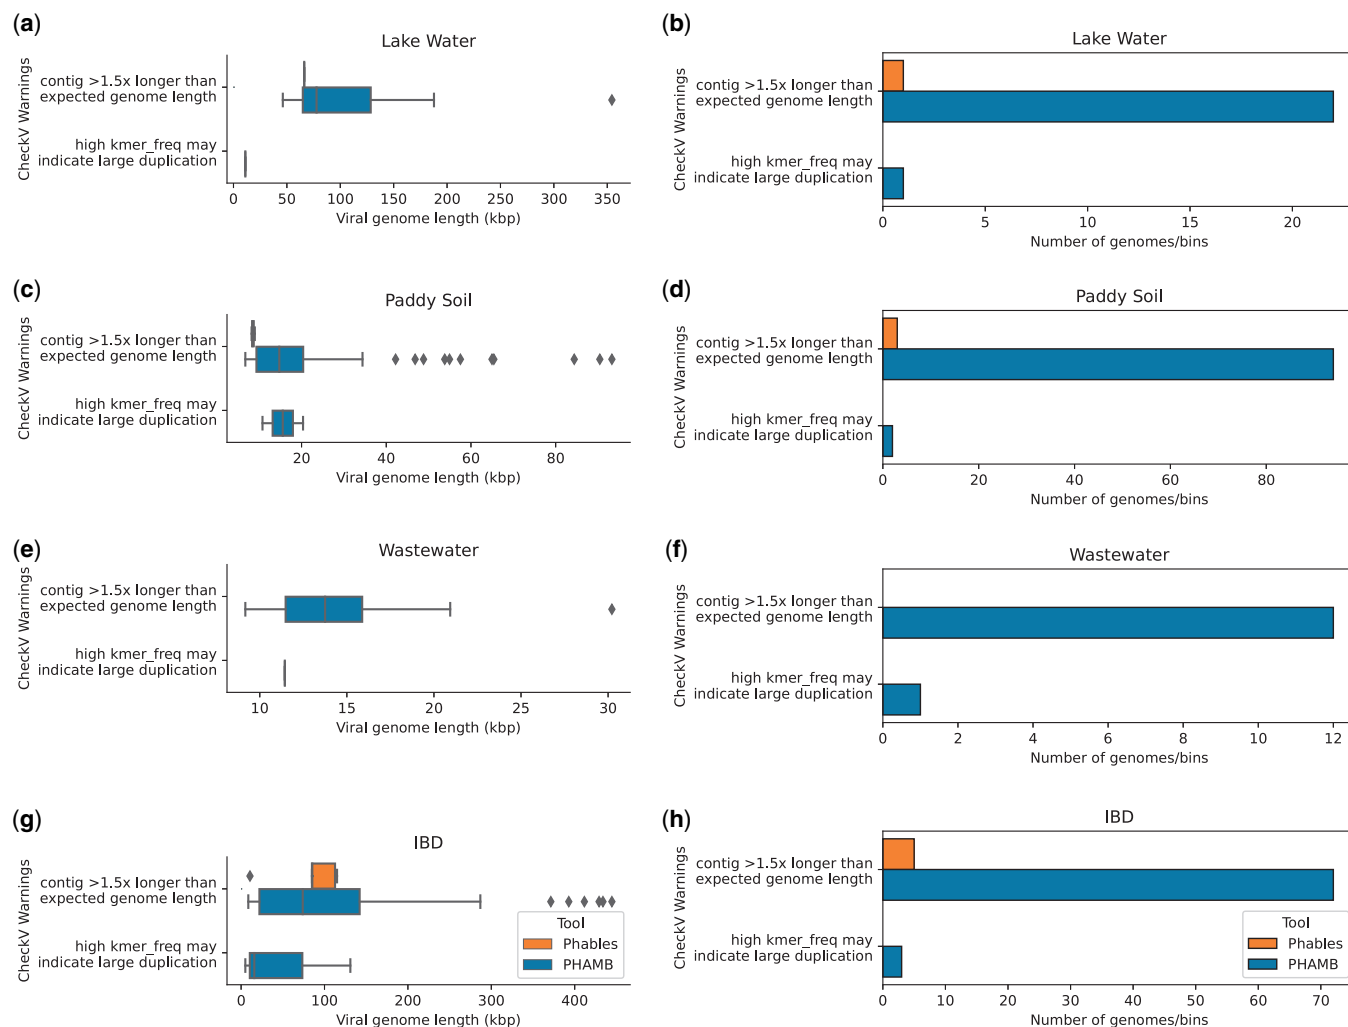 (a)
Lake Water
CheckV Warnings
contig >1.5x longer than
expected genome length
high kmer_freq may
indicate large duplication
0 50 100 150 200 250 300 350
Viral genome length (kbp)
(b)
Lake Water
CheckV Warnings
contig >1.5x longer than
expected genome length
high kmer_freq may
indicate large duplication
0 5 10 15 20
Number of genomes/bins
(c)
Paddy Soil
CheckV Warnings
contig >1.5x longer than
expected genome length
high kmer_freq may
indicate large duplication
20 40 60 80
Viral genome length (kbp)
(d)
Paddy Soil
CheckV Warnings
contig >1.5x longer than
expected genome length
high kmer_freq may
indicate large duplication
0 20 40 60 80
Number of genomes/bins
(e)
Wastewater
CheckV Warnings
contig >1.5x longer than
expected genome length
high kmer_freq may
indicate large duplication
10 15 20 25 30
Viral genome length (kbp)
(f)
Wastewater
CheckV Warnings
contig >1.5x longer than
expected genome length
high kmer_freq may
indicate large duplication
0 2 4 6 8 10 12
Number of genomes/bins
(g)
IBD
CheckV Warnings
contig >1.5x longer than
expected genome length
high kmer_freq may
indicate large duplication
Tool
Phables
PHAMB
0 100 200 300 400
Viral genome length (kbp)
(h)
IBD
CheckV Warnings
contig >1.5x longer than
expected genome length
high kmer_freq may
indicate large duplication
Tool
Phables
PHAMB
0 10 20 30 40 50 60 70
Number of genomes/bins